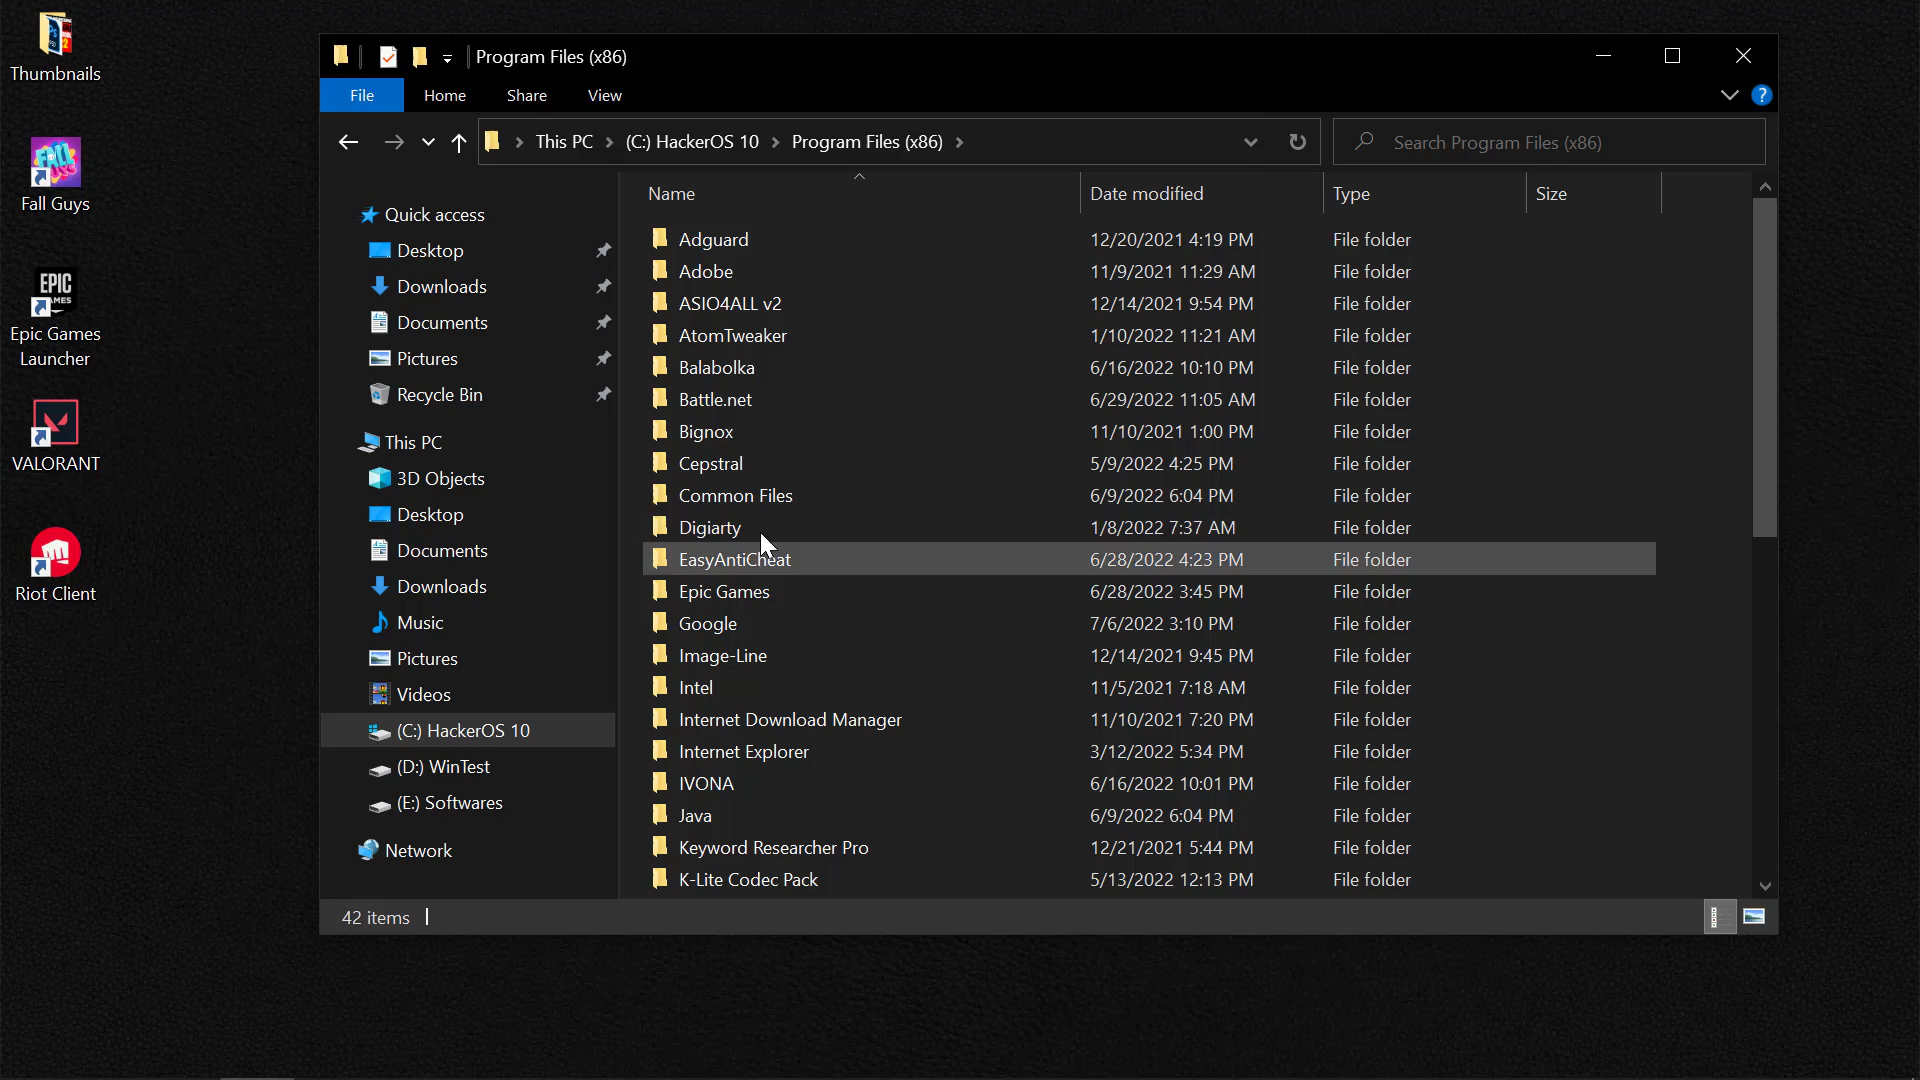 Thumbnails
Fall Guys
EPIC
GAMES
Epic Games
Launcher
VALORANT
Riot Client
Program Files (x86)
File Home Share View
This PC > (C:) HackerOS 10 > Program Files (x86) >
Search Program Files (x86)
Quick access
Desktop
Downloads
Documents
Pictures
Recycle Bin
This PC
3D Objects
Desktop
Documents
Downloads
Music
Pictures
Videos
(C:) HackerOS 10
(D:) WinTest
(E:) Softwares
Network
Name Date modified Type Size
Adguard 12/20/2021 4:19 PM File folder
Adobe 11/9/2021 11:29 AM File folder
ASIO4ALL v2 12/14/2021 9:54 PM File folder
AtomTweaker 1/10/2022 11:21 AM File folder
Balabolka 6/16/2022 10:10 PM File folder
Battle.net 6/29/2022 11:05 AM File folder
Bignox 11/10/2021 1:00 PM File folder
Cepstral 5/9/2022 4:25 PM File folder
Common Files 6/9/2022 6:04 PM File folder
Digiarty 1/8/2022 7:37 AM File folder
EasyAntiCheat 6/28/2022 4:23 PM File folder
Epic Games 6/28/2022 3:45 PM File folder
Google 7/6/2022 3:10 PM File folder
Image-Line 12/14/2021 9:45 PM File folder
Intel 11/5/2021 7:18 AM File folder
Internet Download Manager 11/10/2021 7:20 PM File folder
Internet Explorer 3/12/2022 5:34 PM File folder
IVONA 6/16/2022 10:01 PM File folder
Java 6/9/2022 6:04 PM File folder
Keyword Researcher Pro 12/21/2021 5:44 PM File folder
K-Lite Codec Pack 5/13/2022 12:13 PM File folder
42 items